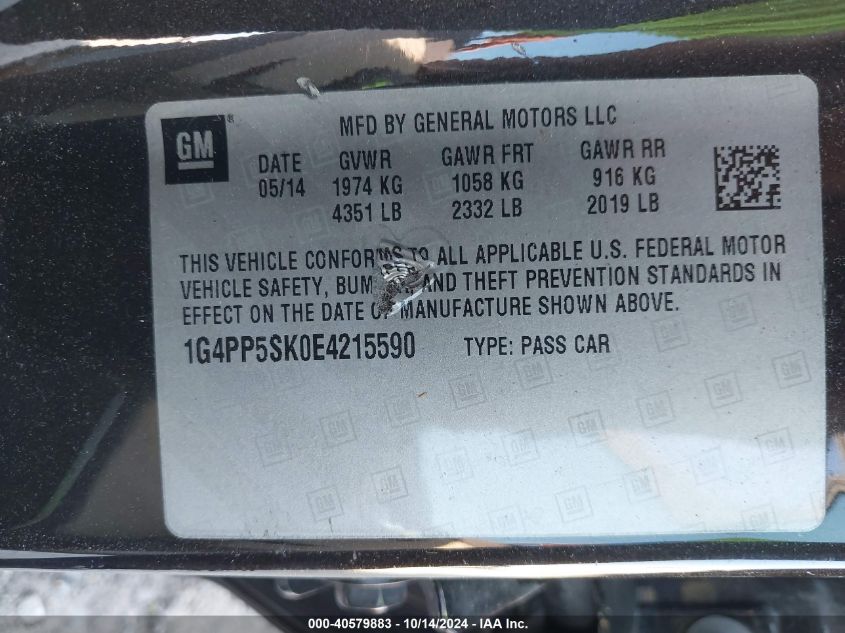 GM ®
MFD BY GENERAL MOTORS LLC
DATE GVWR GAWR FRT GAWR RR
05/14 1974 KG 1058 KG 916 KG
4351 LB 2332 LB 2019 LB
THIS VEHICLE CONFORMS TO ALL APPLICABLE U.S. FEDERAL MOTOR
VEHICLE SAFETY, AND THEFT PREVENTION STANDARDS IN
EFFECT ON THE DATE OF MANUFACTURE SHOWN ABOVE.
1G4PP5SK0E4215590 TYPE: PASS CAR
000-40579883 - 10/14/2024 - IAA Inc.